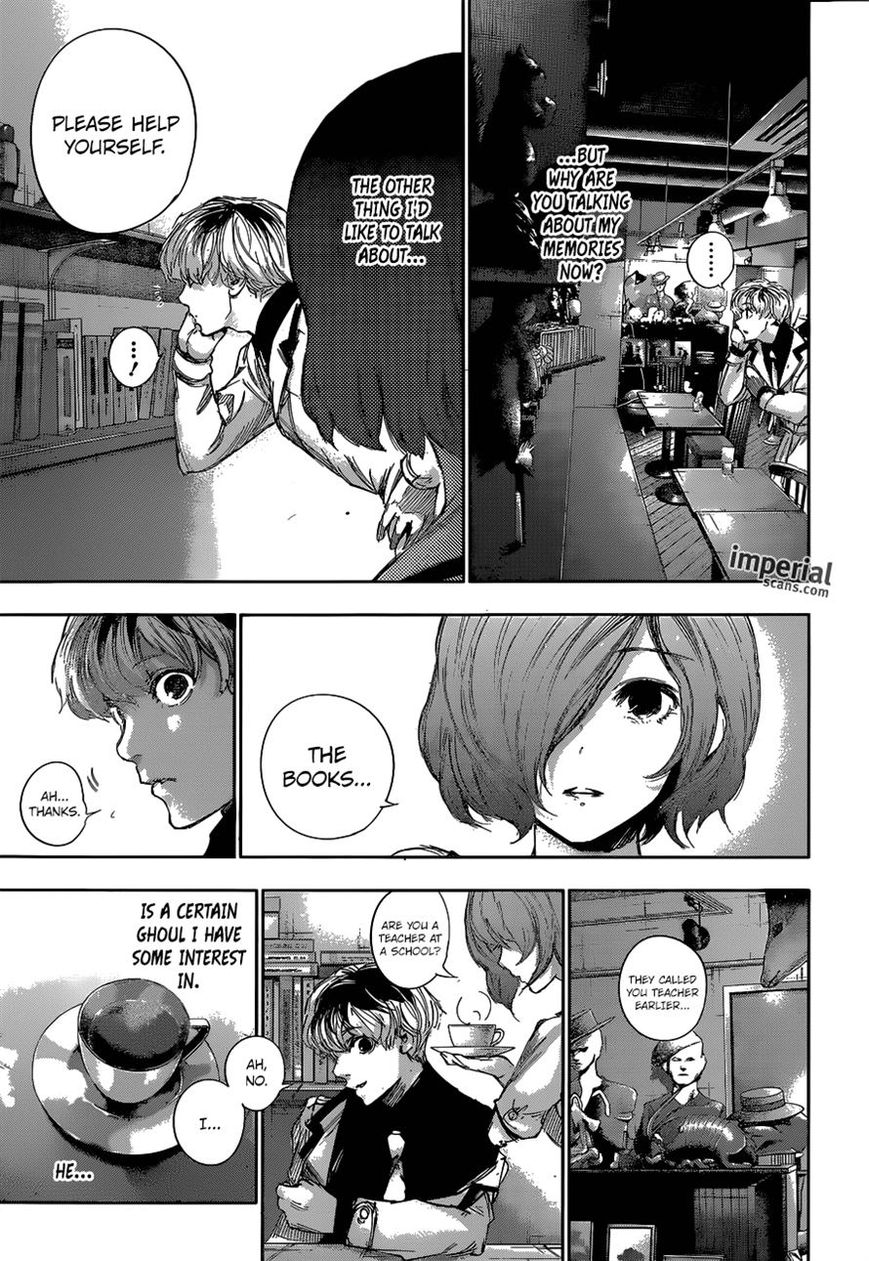 ...BUT
WHY ARE
YOU TALKING
ABOUT MY
MEMORIES
NOW?
....
imperial
scans.com
THE OTHER
THING I'D
LIKE TO TALK
ABOUT...
PLEASE HELP
YOURSELF.
...!
THE
BOOKS...
AH...
THANKS.
THEY CALLED
YOU TEACHER
EARLIER...
ARE YOU A
TEACHER AT
A SCHOOL?
AH,
NO.
I...
IS A CERTAIN
GHOUL I HAVE
SOME INTEREST
IN.
HE...